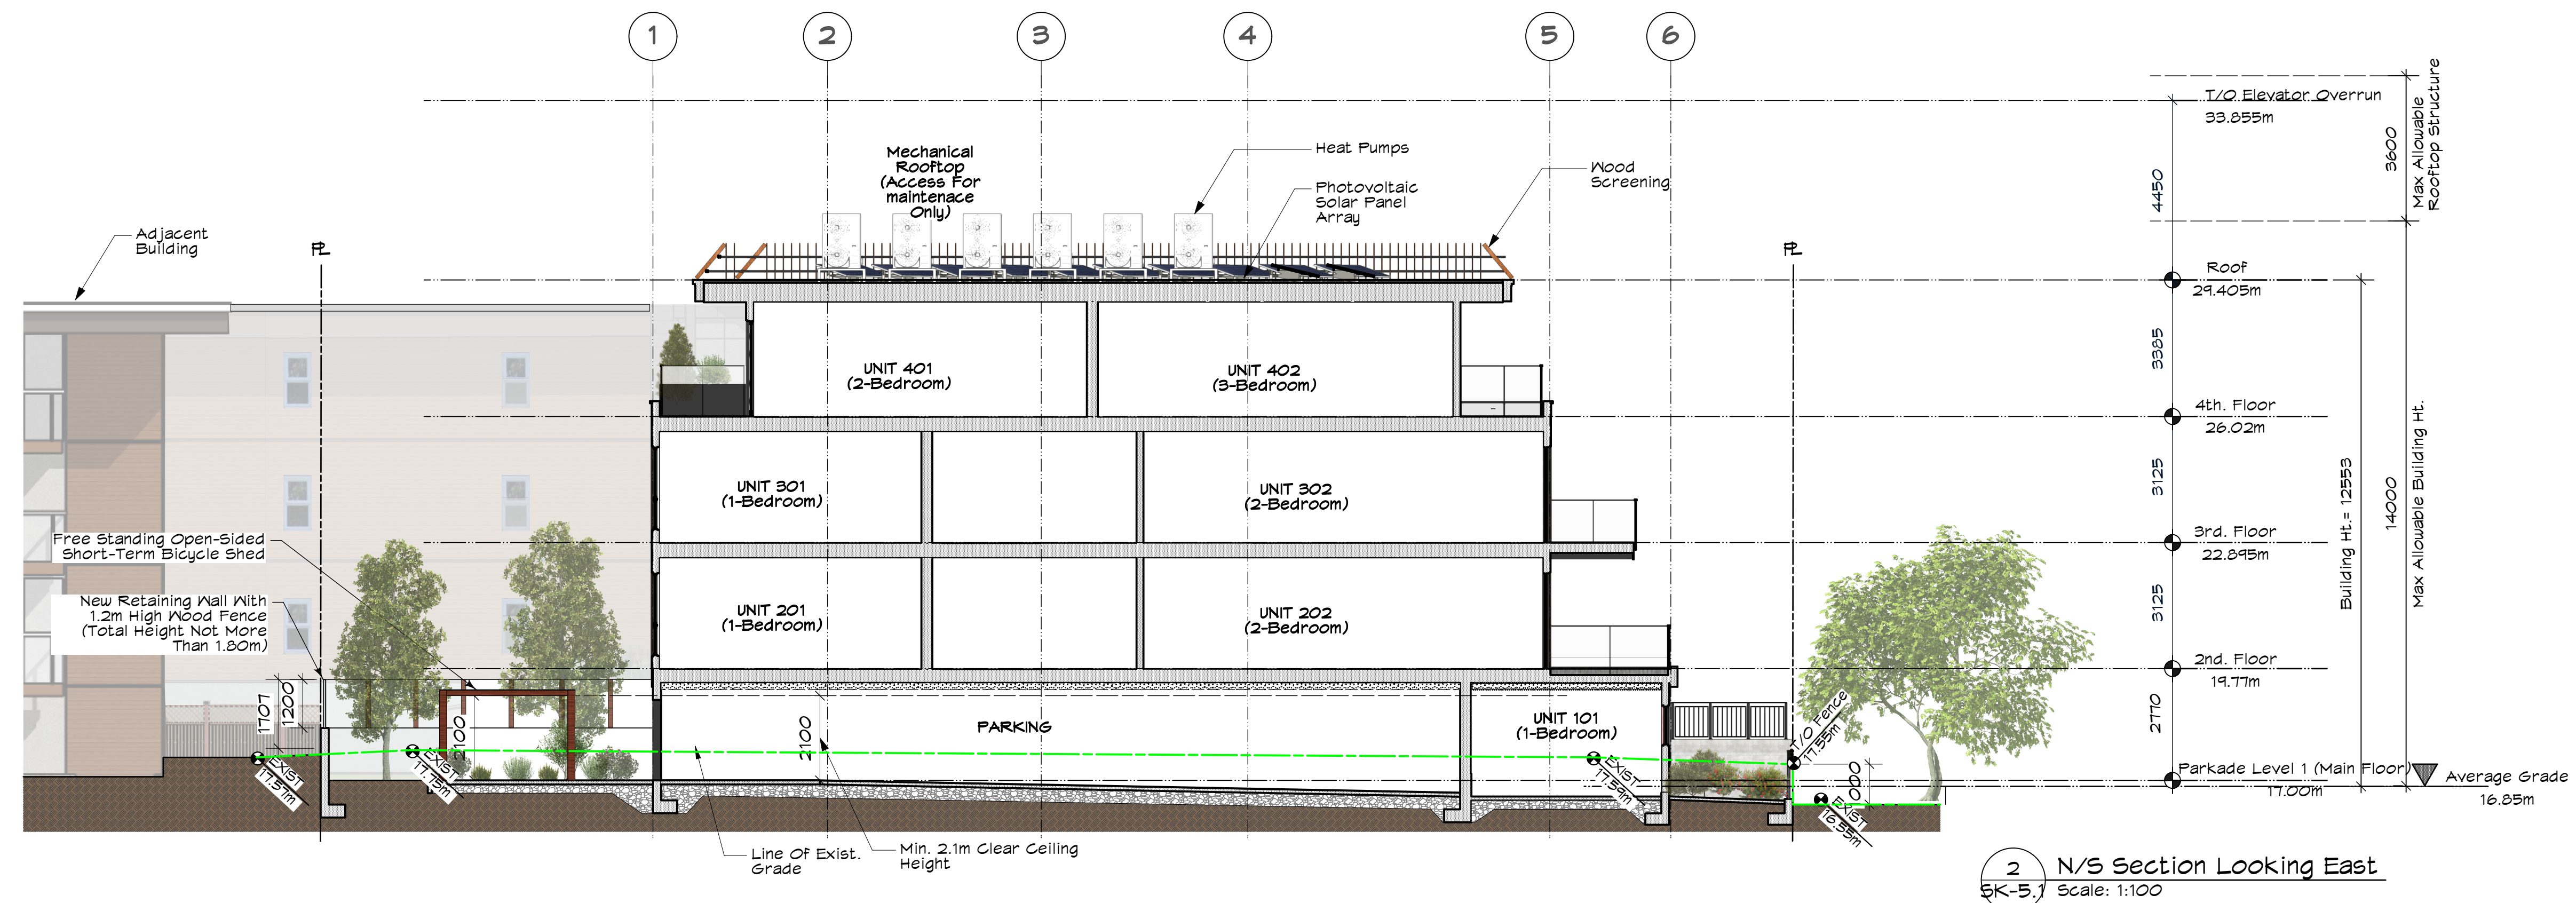 1
2
3
4
5
6
T/O Elevator Overrun
33.855m
3600
Max Allowable
Rooftop Structure
4450
Mechanical
Rooftop
(Access For
maintenace
Only)
Heat Pumps
Photovoltaic
Solar Panel
Array
Wood
Screening
Adjacent
Building
PL
PL
Roof
29.405m
3385
UNIT 401
(2-Bedroom)
UNIT 402
(3-Bedroom)
4th. Floor
26.02m
3125
Building Ht.= 12553
14000
Max Allowable Building Ht.
UNIT 301
(1-Bedroom)
UNIT 302
(2-Bedroom)
3rd. Floor
22.895m
Free Standing Open-Sided
Short-Term Bicycle Shed
New Retaining Wall With
1.2m High Wood Fence
(Total Height Not More
Than 1.80m)
UNIT 201
(1-Bedroom)
UNIT 202
(2-Bedroom)
3125
2nd. Floor
19.77m
1707
1200
2100
2100
PARKING
UNIT 101
(1-Bedroom)
T/O Fence
17.55m
2770
EXIST
17.57m
EXIST
17.75m
EXIST
17.59m
1000
EXIST
16.55m
Parkade Level 1 (Main Floor)
17.00m
Average Grade
16.85m
Line Of Exist.
Grade
Min. 2.1m Clear Ceiling
Height
2
SK-5.1
N/S Section Looking East
Scale: 1:100